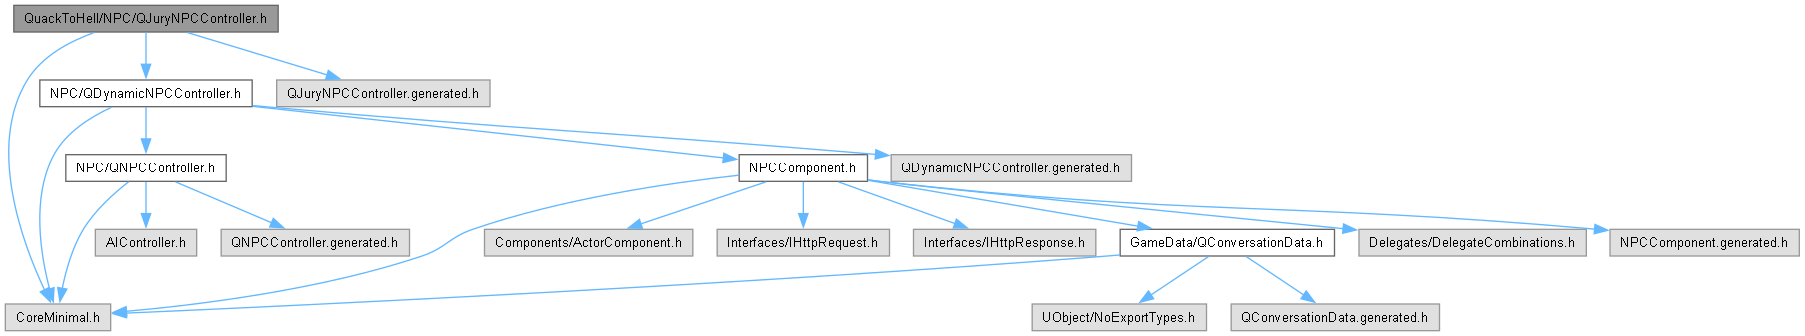 QuackToHell/NPC/QJuryNPCController.h
NPC/QDynamicNPCController.h
QJuryNPCController.generated.h
NPC/QNPCController.h
NPCComponent.h
QDynamicNPCController.generated.h
AIController.h
QNPCController.generated.h
Components/ActorComponent.h
Interfaces/IHttpRequest.h
Interfaces/IHttpResponse.h
GameData/QConversationData.h
Delegates/DelegateCombinations.h
NPCComponent.generated.h
CoreMinimal.h
UObject/NoExportTypes.h
QConversationData.generated.h